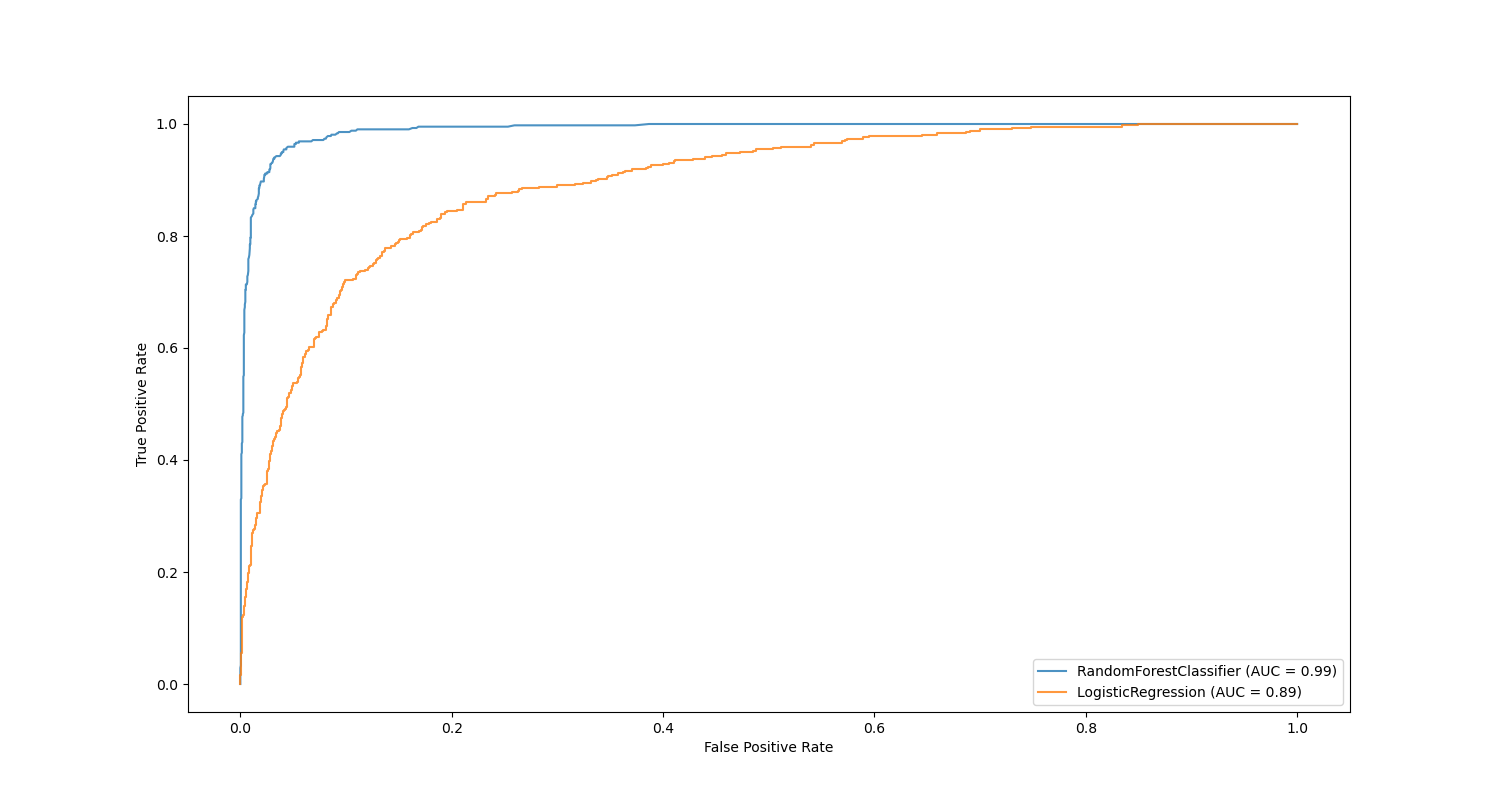 1.0
0.8
0.6
0.4
0.2
0.0
True Positive Rate
RandomForestClassifier (AUC = 0.99)
LogisticRegression (AUC = 0.89)
0.0 0.2 0.4 0.6 0.8 1.0
False Positive Rate